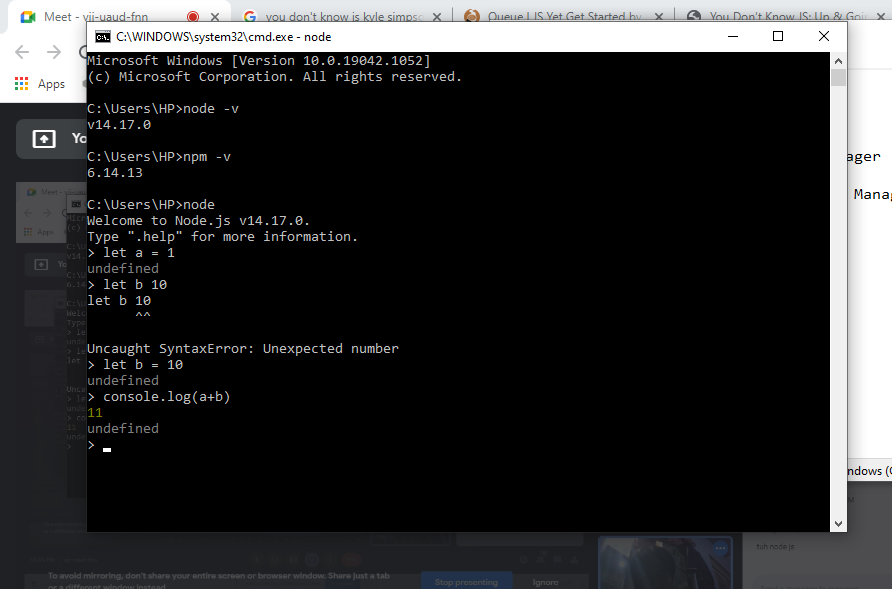 Meet - vii-uaud-fnn
you don't know is kyle simpso
Queue | JS Yet Get Started by
You Don't Know JS: Up & Goi
C:\WINDOWS\system32\cmd.exe - node
Apps
Microsoft Windows [Version 10.0.19042.1052]
(c) Microsoft Corporation. All rights reserved.
C:\Users\HP>node -v
v14.17.0
C:\Users\HP>npm -v
6.14.13
C:\Users\HP>node
Welcome to Node.js v14.17.0.
Type ".help" for more information.
> let a = 1
undefined
> let b 10
let b 10
^^
Uncaught SyntaxError: Unexpected number
> let b = 10
undefined
> console.log(a+b)
11
undefined
>
ager
Manag
ndows (C
To avoid mirroring, don't share your entire screen or browser window. Share just a tab
or a different window instead.
Stop presenting
Ignore
tuh node js